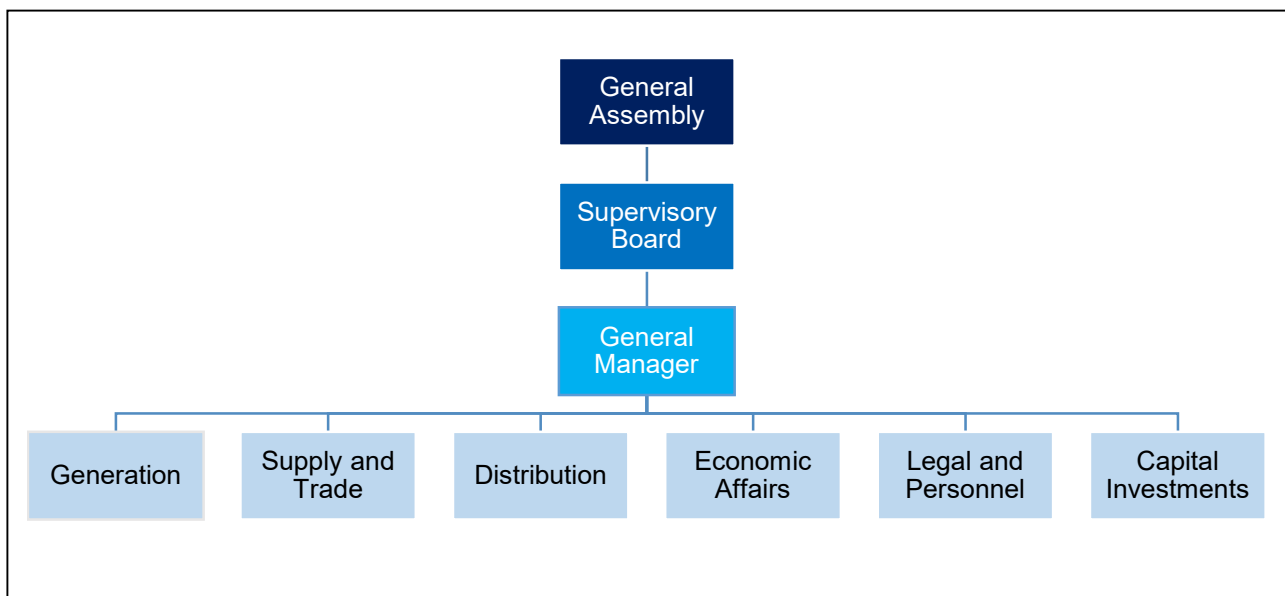 General
Assembly
Supervisory
Board
General
Manager
Generation
Supply and
Trade
Distribution
Economic
Affairs
Legal and
Personnel
Capital
Investments